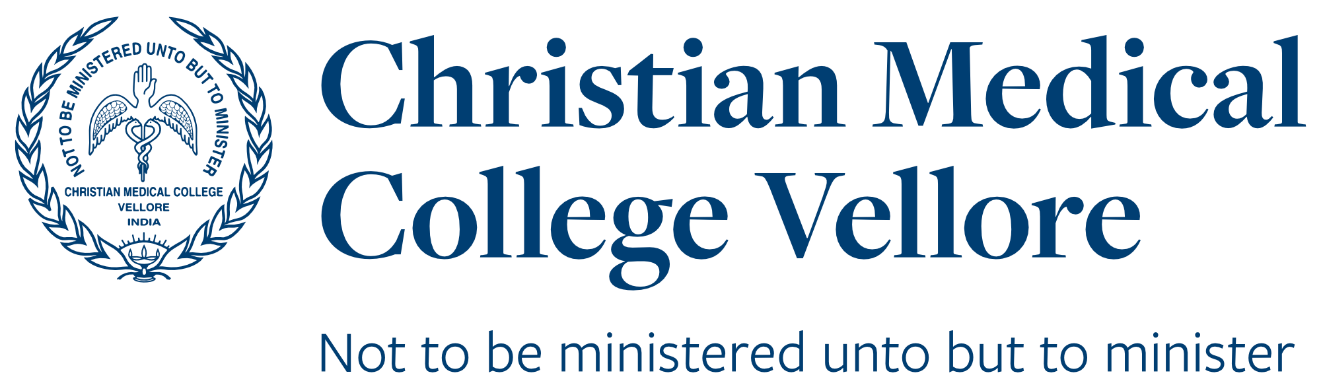 NOT TO BE MINISTERED UNTO BUT TO MINISTER
CHRISTIAN MEDICAL COLLEGE
VELLORE
INDIA
Christian Medical
College Vellore
Not to be ministered unto but to minister